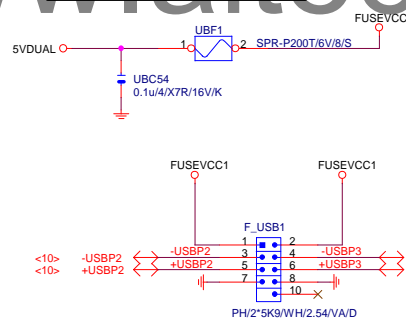 FUSEVCC
UBF1
5VDUAL 1 2 SPR-P200T/6V/8/S
UBC54
0.1u/4/X7R/16V/K
FUSEVCC1 FUSEVCC1
F_USB1
1 2
<10> -USBP2 -USBP2 3 4 -USBP3
<10> +USBP2 +USBP2 5 6 +USBP3
7 8
10
PH/2*5K9/WH/2.54/VA/D